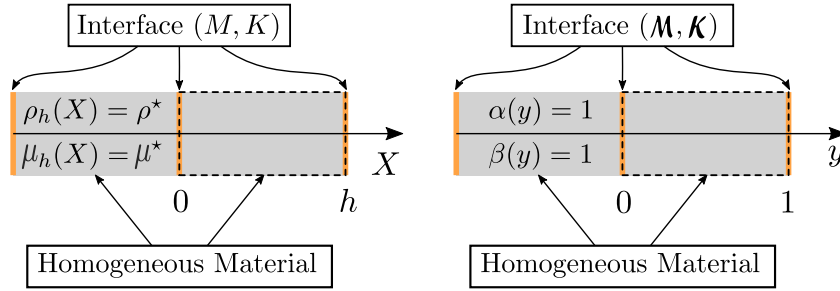 Interface (M, K)
ρ_h(X) = ρ*
μ_h(X) = μ*
X
0
h
Homogeneous Material
Interface (𝓜, 𝓚)
α(y) = 1
β(y) = 1
y
0
1
Homogeneous Material